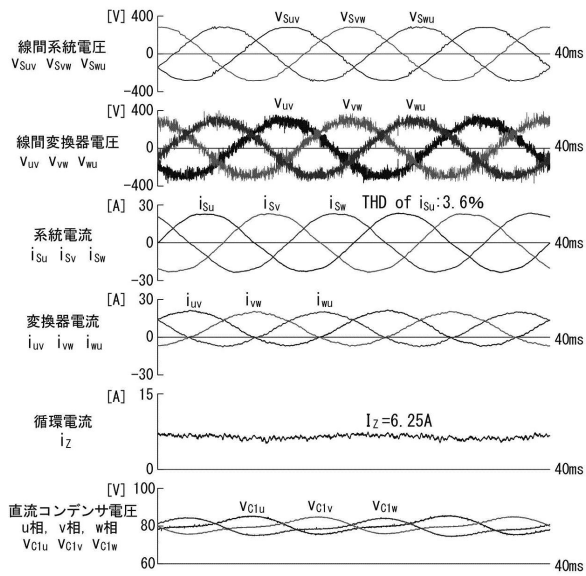 [V] 400
線間系統電圧
vSuv vSvw vSwu
0
-400
vSuv vSvw vSwu
40ms
[V] 400
線間変換器電圧
vuv vvw vwu
0
-400
vuv vvw vwu
40ms
[A] 30
系統電流
iSu iSv iSw
0
-30
iSu iSv iSw THD of iSu:3.6%
40ms
[A] 30
変換器電流
iuv ivw iwu
0
-30
iuv ivw iwu
40ms
[A] 15
循環電流
iZ
0
IZ=6.25A
40ms
[V] 100
直流コンデンサ電圧
u相, v相, w相
vC1u vC1v vC1w
80
60
vC1u vC1v vC1w
40ms